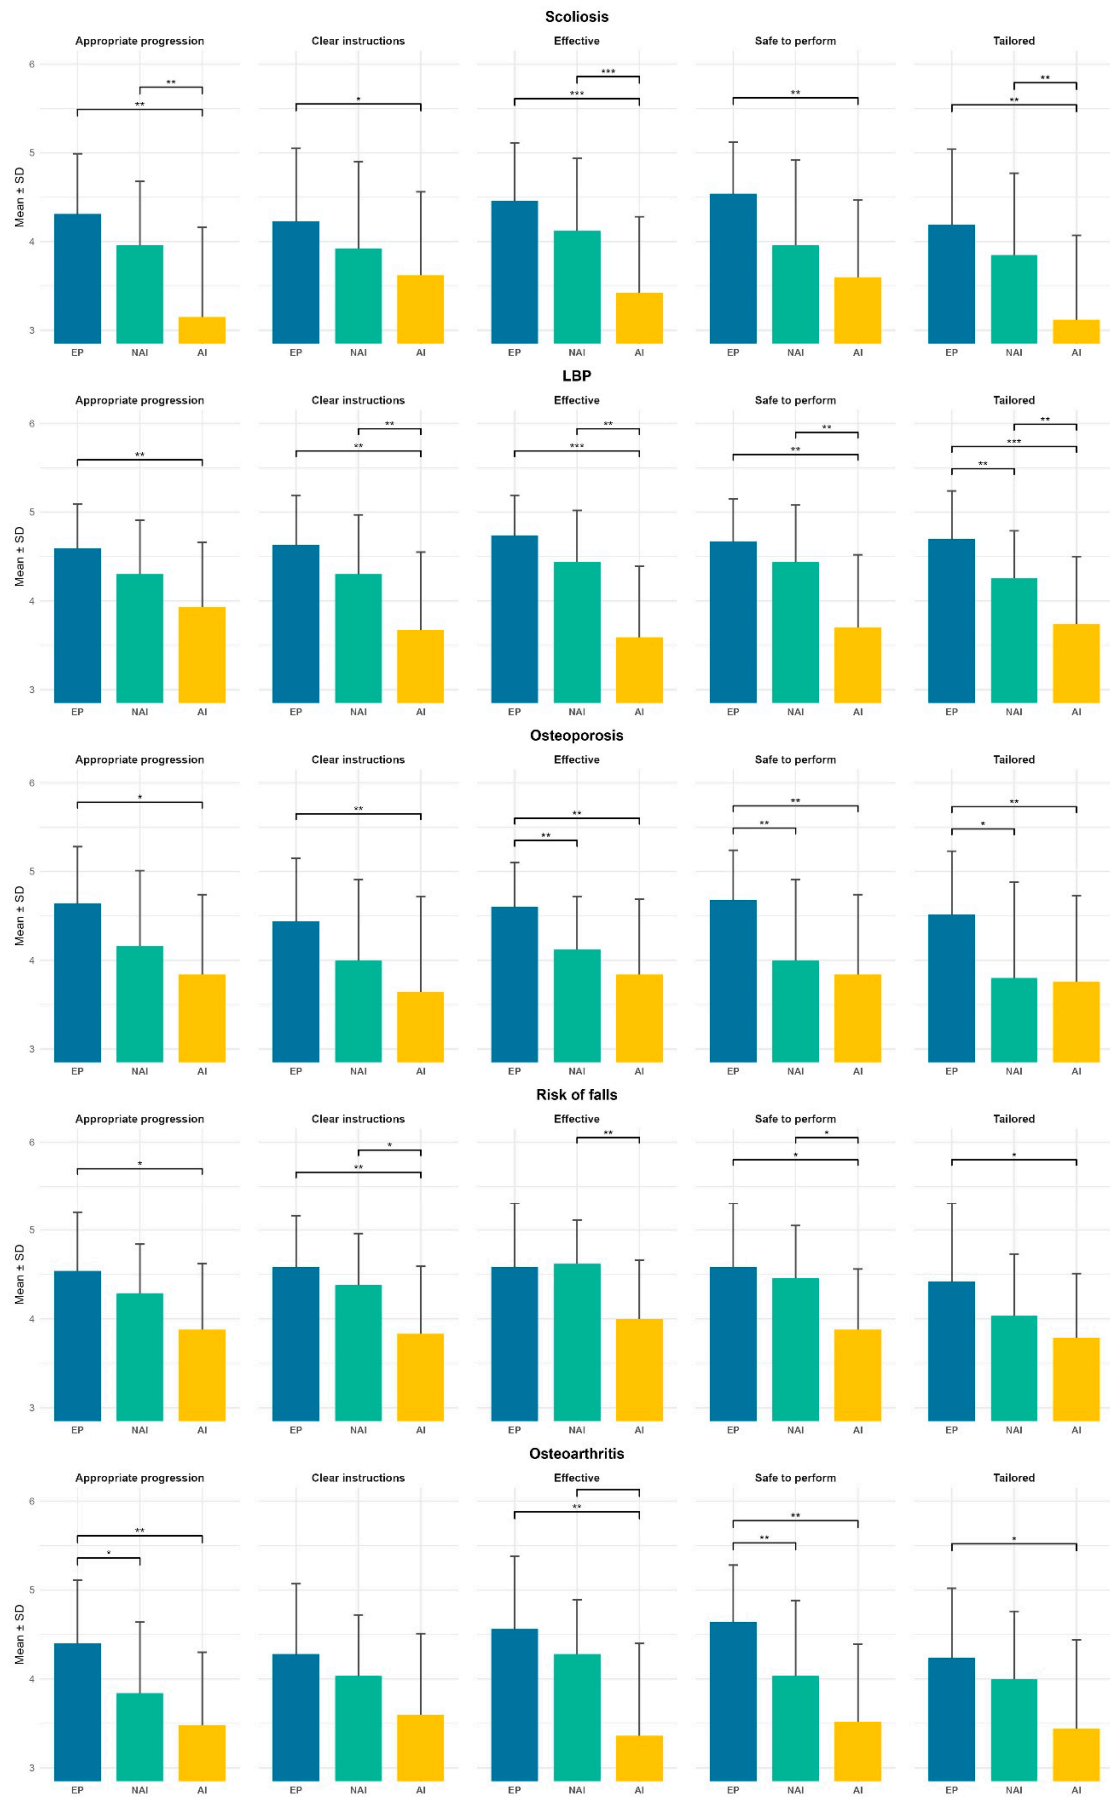 Scoliosis
Appropriate progression Clear instructions Effective Safe to perform Tailored
6
** *** **
** * *** ** **
5
Mean ± SD
4
3
EP NAI AI EP NAI AI EP NAI AI EP NAI AI EP NAI AI
LBP
Appropriate progression Clear instructions Effective Safe to perform Tailored
6
** ** ** **
** ** *** ** ***
**
5
Mean ± SD
4
3
EP NAI AI EP NAI AI EP NAI AI EP NAI AI EP NAI AI
Osteoporosis
Appropriate progression Clear instructions Effective Safe to perform Tailored
6
* ** ** ** **
** ** *
5
Mean ± SD
4
3
EP NAI AI EP NAI AI EP NAI AI EP NAI AI EP NAI AI
Risk of falls
Appropriate progression Clear instructions Effective Safe to perform Tailored
6
* ** *
* ** * *
5
Mean ± SD
4
3
EP NAI AI EP NAI AI EP NAI AI EP NAI AI EP NAI AI
Osteoarthritis
Appropriate progression Clear instructions Effective Safe to perform Tailored
6
** ** ** *
* **
5
Mean ± SD
4
3
EP NAI AI EP NAI AI EP NAI AI EP NAI AI EP NAI AI